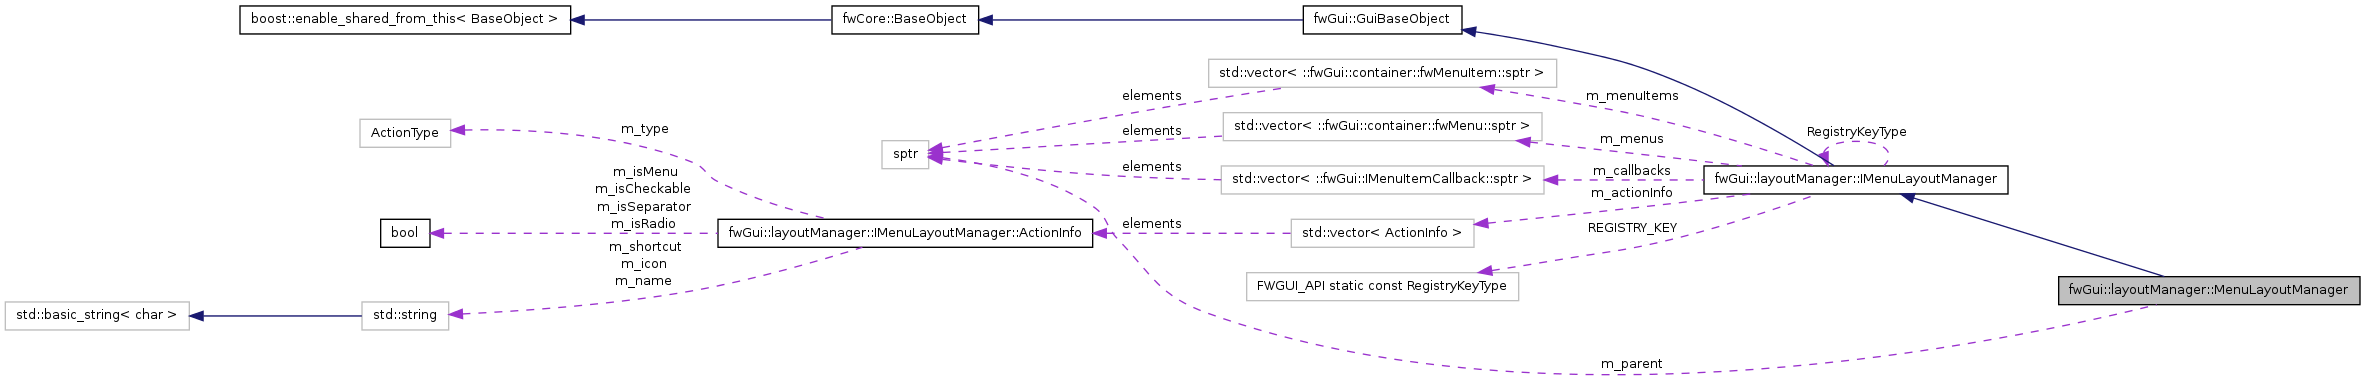 boost::enable_shared_from_this< BaseObject >
fwCore::BaseObject
fwGui::GuiBaseObject
std::vector< ::fwGui::container::fwMenuItem::sptr >
elements
m_menuItems
ActionType
m_type
elements
std::vector< ::fwGui::container::fwMenu::sptr >
m_menus
RegistryKeyType
sptr
elements
std::vector< ::fwGui::IMenuItemCallback::sptr >
m_callbacks
fwGui::layoutManager::IMenuLayoutManager
m_isMenu
m_isCheckable
m_isSeparator
m_isRadio
m_actionInfo
bool
fwGui::layoutManager::IMenuLayoutManager::ActionInfo
elements
std::vector< ActionInfo >
REGISTRY_KEY
m_shortcut
m_icon
m_name
FWGUI_API static const RegistryKeyType
fwGui::layoutManager::MenuLayoutManager
std::basic_string< char >
std::string
m_parent